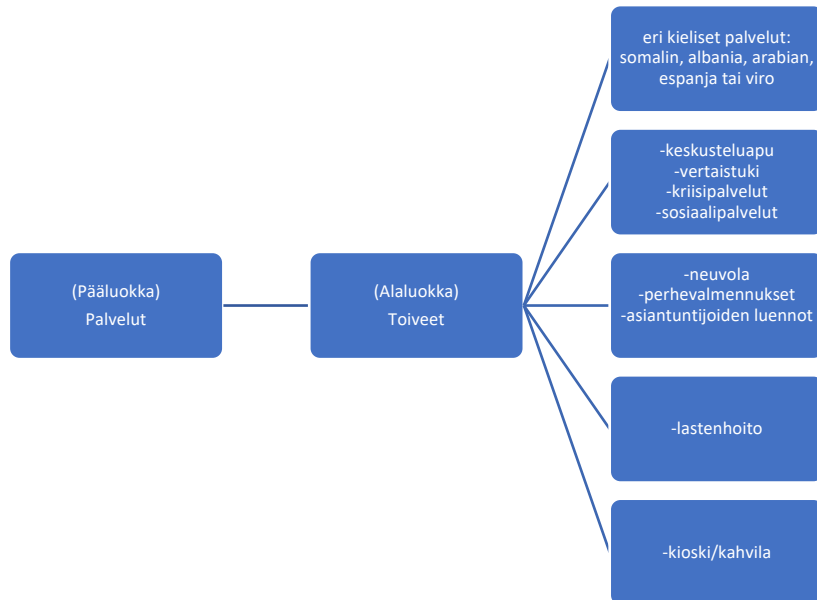 (Pääluokka)
Palvelut
(Alaluokka)
Toiveet
eri kieliset palvelut:
somalin, albania, arabian,
espanja tai viro
-keskusteluapu
-vertaistuki
-kriisipalvelut
-sosiaalipalvelut
-neuvola
-perhevalmennukset
-asiantuntijoiden luennot
-lastenhoito
-kioski/kahvila